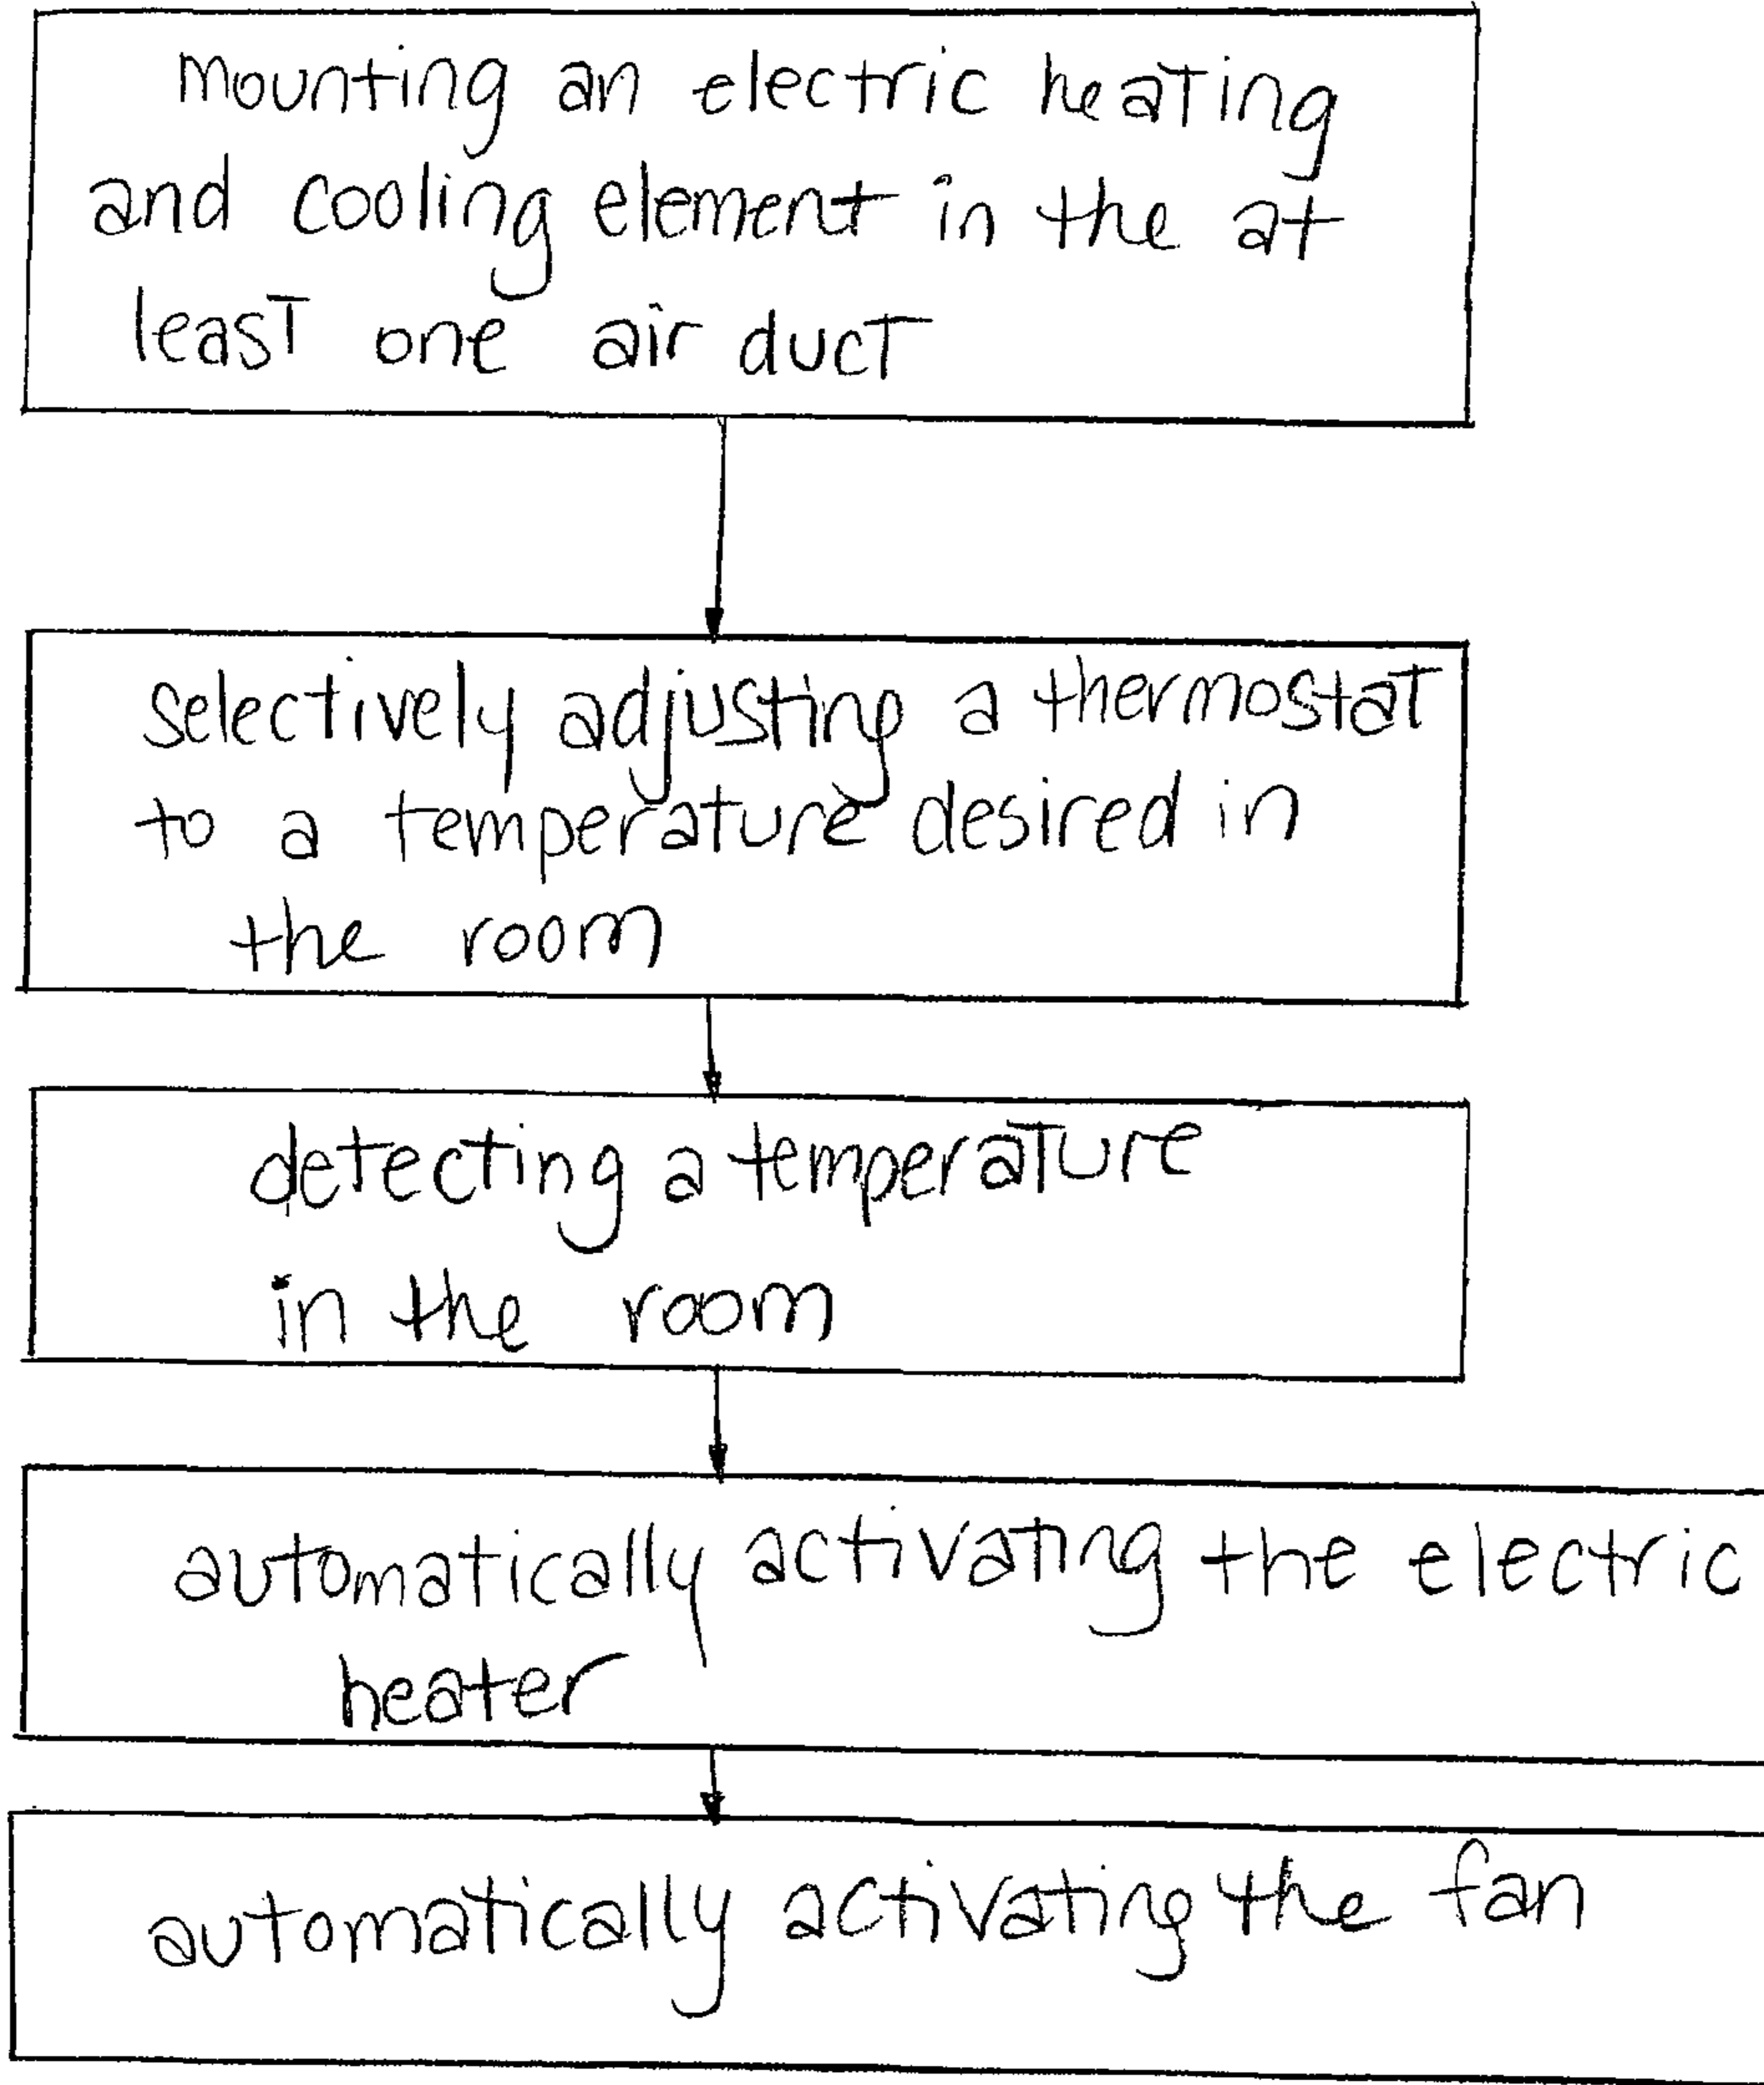 mounting an electric heating
and cooling element in the at
least one air duct
selectively adjusting a thermostat
to a temperature desired in
the room
detecting a temperature
in the room
automatically activating the electric
heater
automatically activating the fan